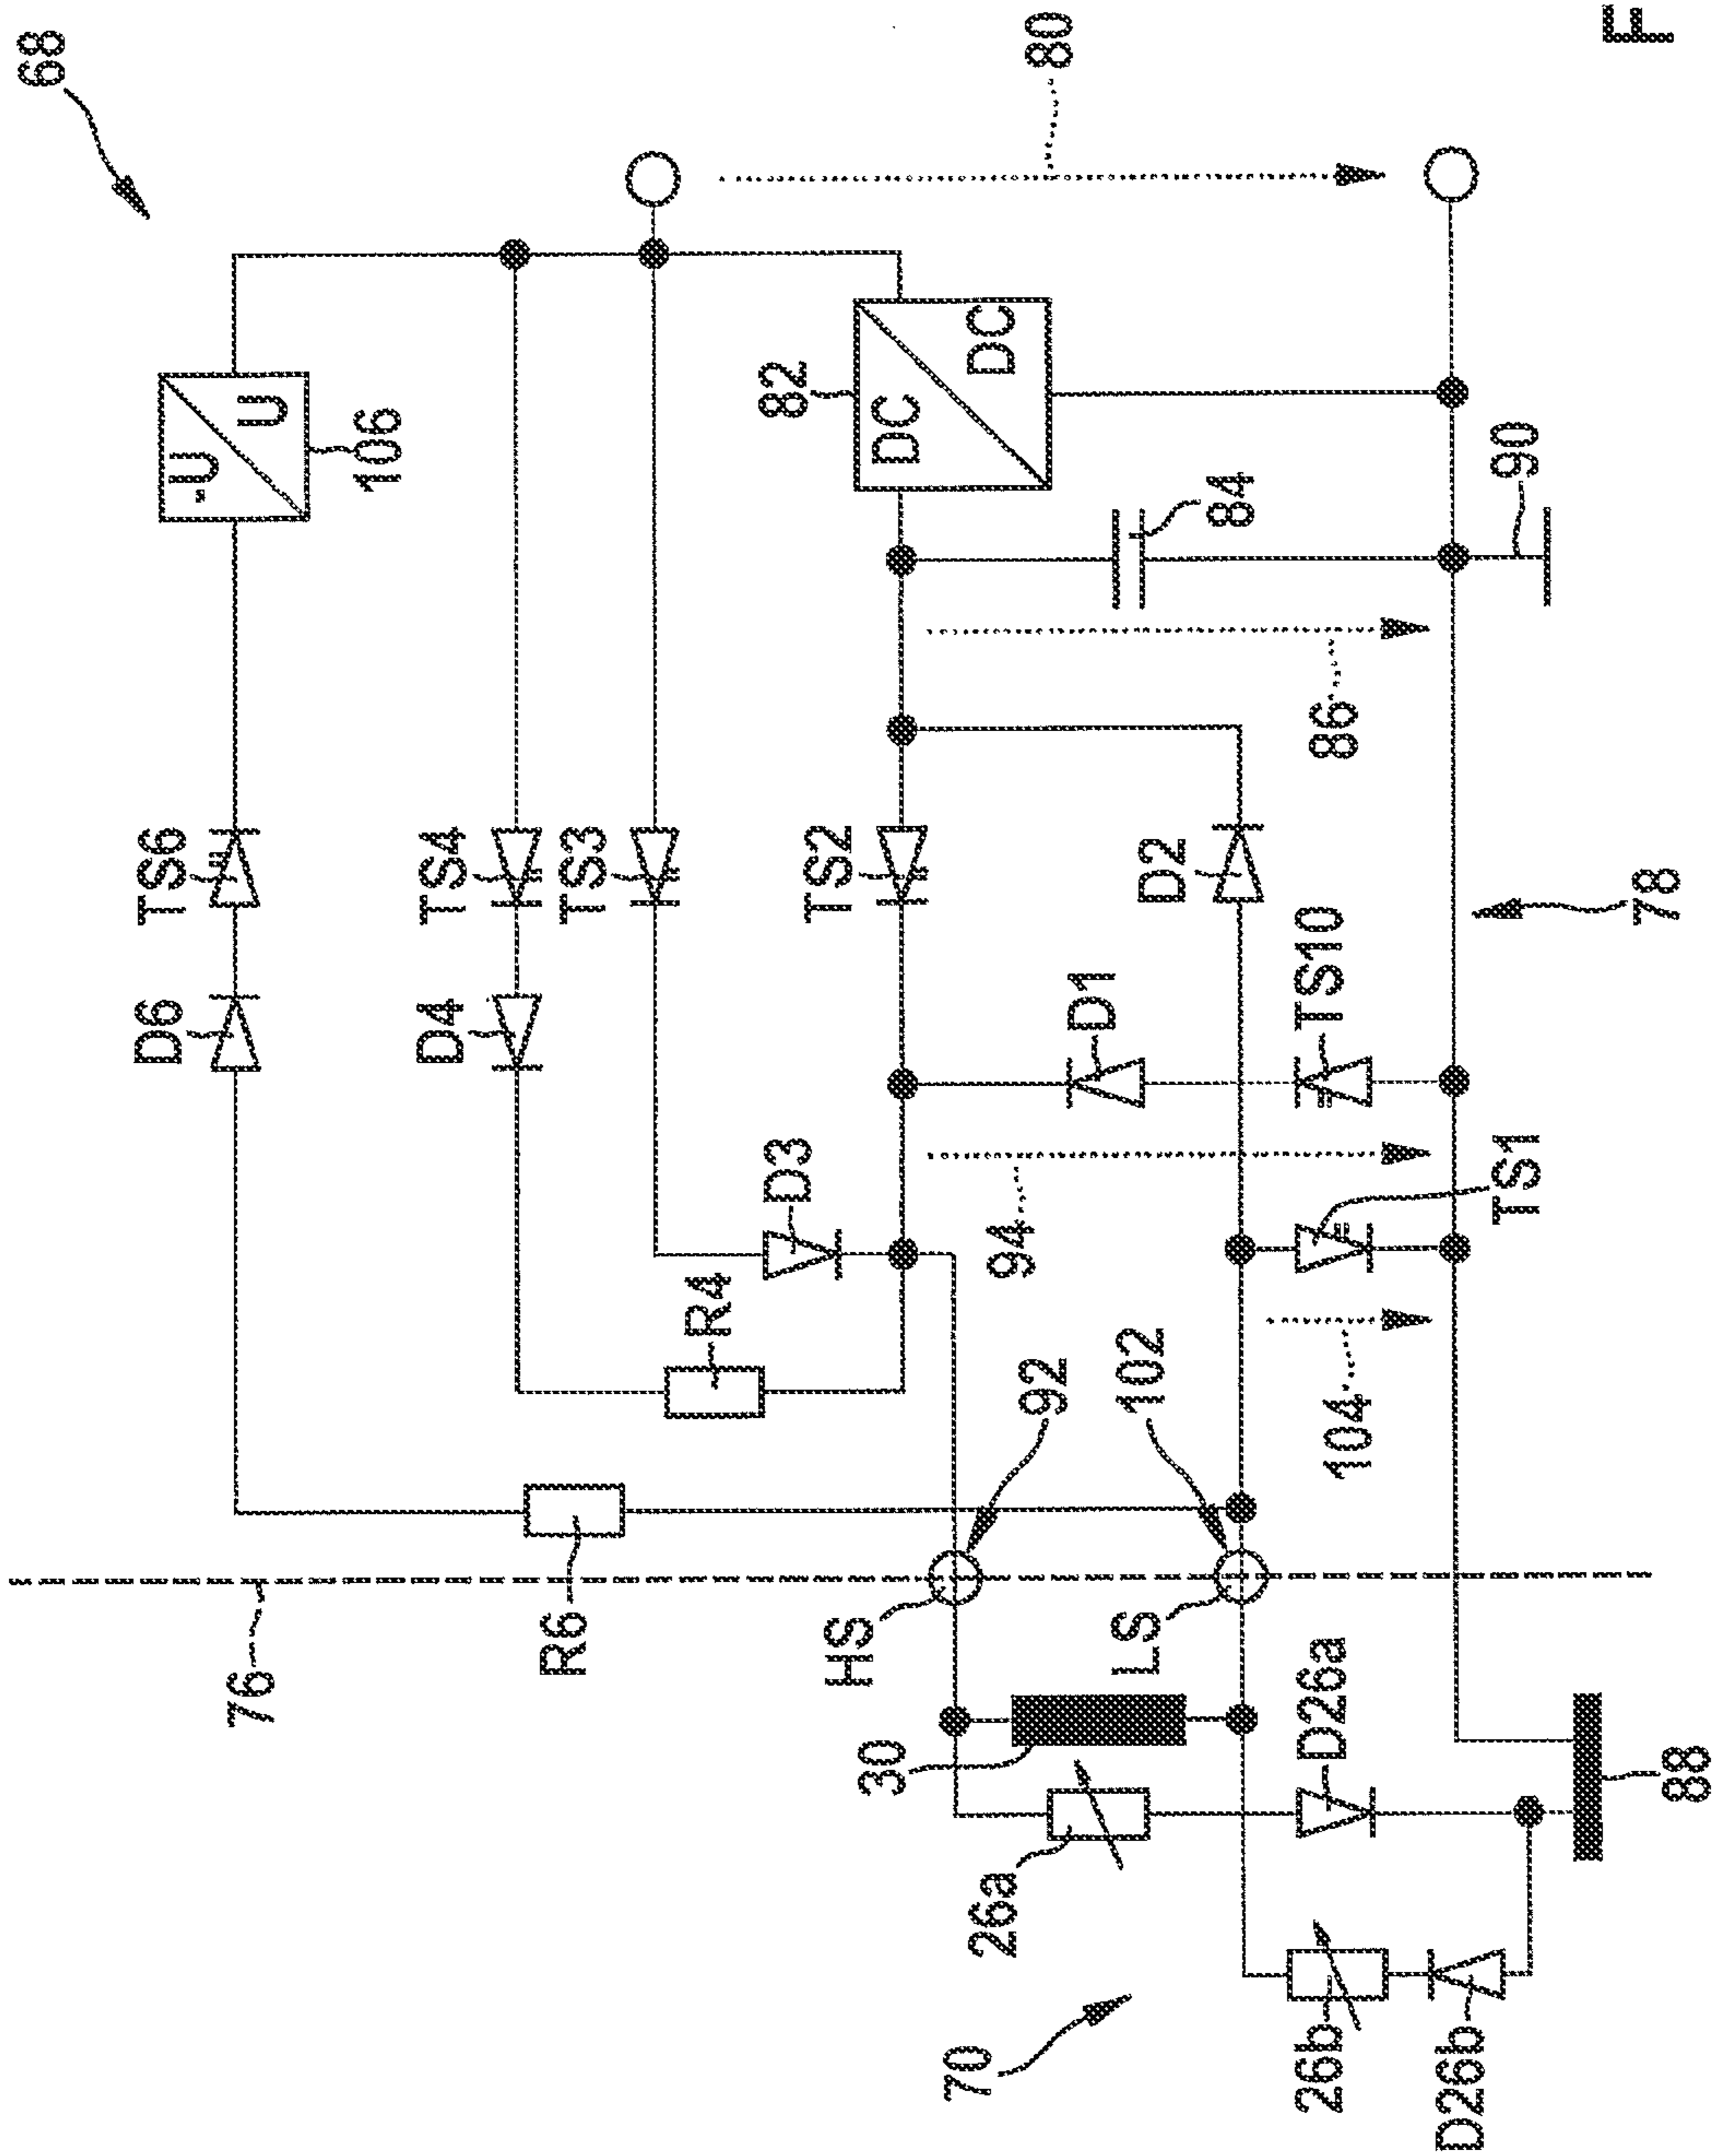 68
D6
TS6
-U
U
76
106
D4
TS4
R6
TS3
R4
D3
82
TS2
HS
30
DC
DC
70
26a
94
92
80
D1
LS
102
D2
84
26b
D26a
TS10
86
104
D26b
TS1
90
78
88
F